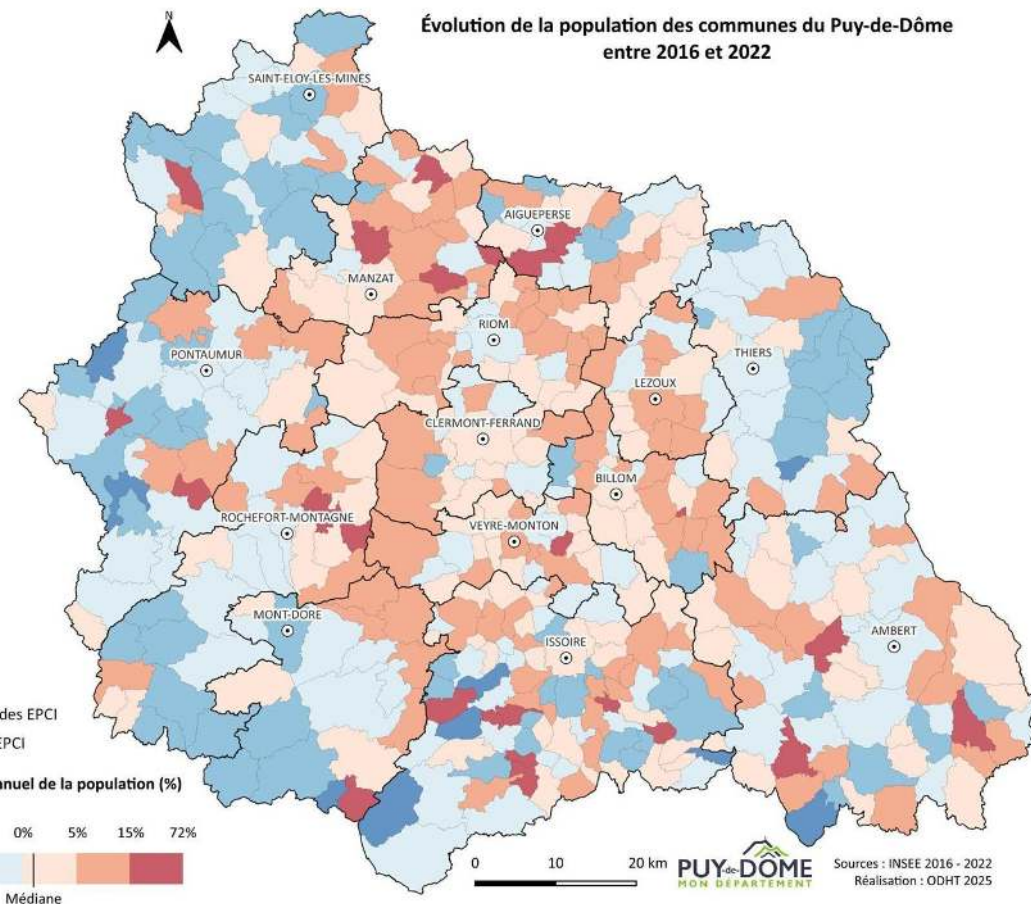 Évolution de la population des communes du Puy-de-Dôme
entre 2016 et 2022
N
SAINT-ELOY-LES-MINES
AIGUEPERSE
MANZAT
RIOM
PONTAUMUR
THIERS
LEZOUX
CLERMONT-FERRAND
BILLOM
ROCHEFORT-MONTAGNE
VEYRE-MONTON
MONT-DORE
AMBERT
ISSOIRE
des EPCI
EPCI
nnuel de la population (%)
0% 5% 15% 72%
Médiane
0 10 20 km
PUY-de-DÔME
MON DÉPARTEMENT
Sources : INSEE 2016 - 2022
Réalisation : ODHT 2025